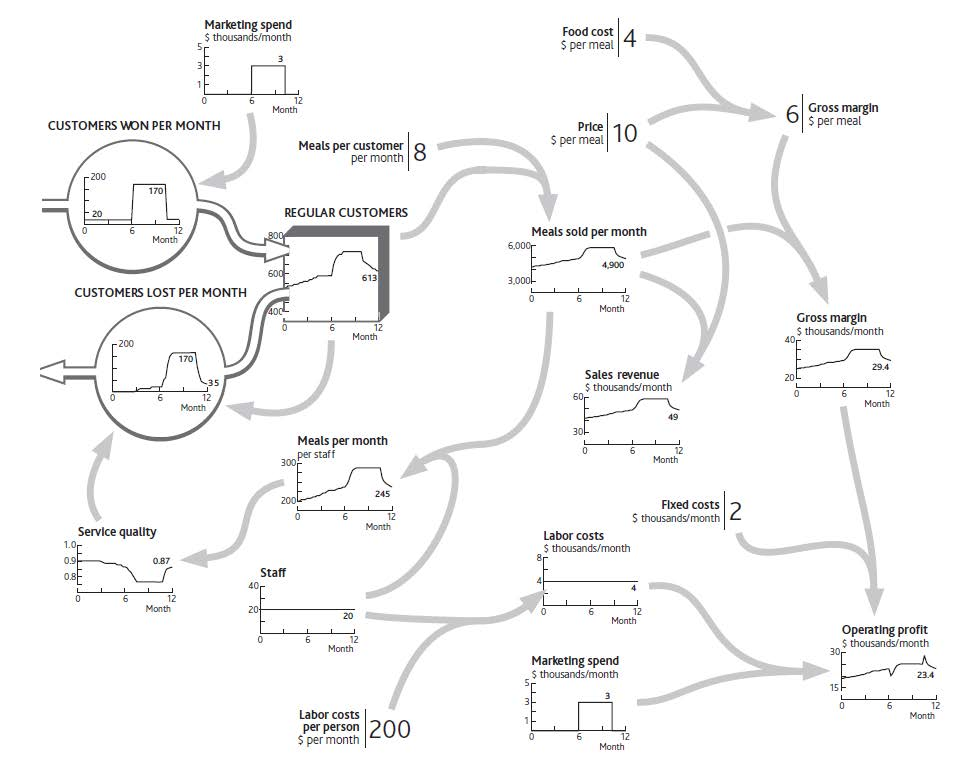 Marketing spend
$ thousands/month
5
3
1
3
0 6 12
Month
Food cost
$ per meal
4
Price
$ per meal
10
6
Gross margin
$ per meal
CUSTOMERS WON PER MONTH
200
170
20
0 6 12
Month
Meals per customer
per month
8
REGULAR CUSTOMERS
800
600
400
613
0 6 12
Month
Meals sold per month
6,000
3,000
4,900
0 6 12
Month
CUSTOMERS LOST PER MONTH
200
170
35
0 6 12
Month
Gross margin
$ thousands/month
40
20
29.4
0 6 12
Month
Sales revenue
$ thousands/month
60
30
49
0 6 12
Month
Meals per month
per staff
300
200
245
0 6 12
Month
Service quality
1.0
0.9
0.8
0.87
0 6 12
Month
Fixed costs
$ thousands/month
2
Labor costs
$ thousands/month
8
4
4
0 6 12
Month
Staff
40
20
20
0 6 12
Month
Operating profit
$ thousands/month
30
15
23.4
0 6 12
Month
Marketing spend
$ thousands/month
5
3
1
3
0 6 12
Month
Labor costs
per person
$ per month
200